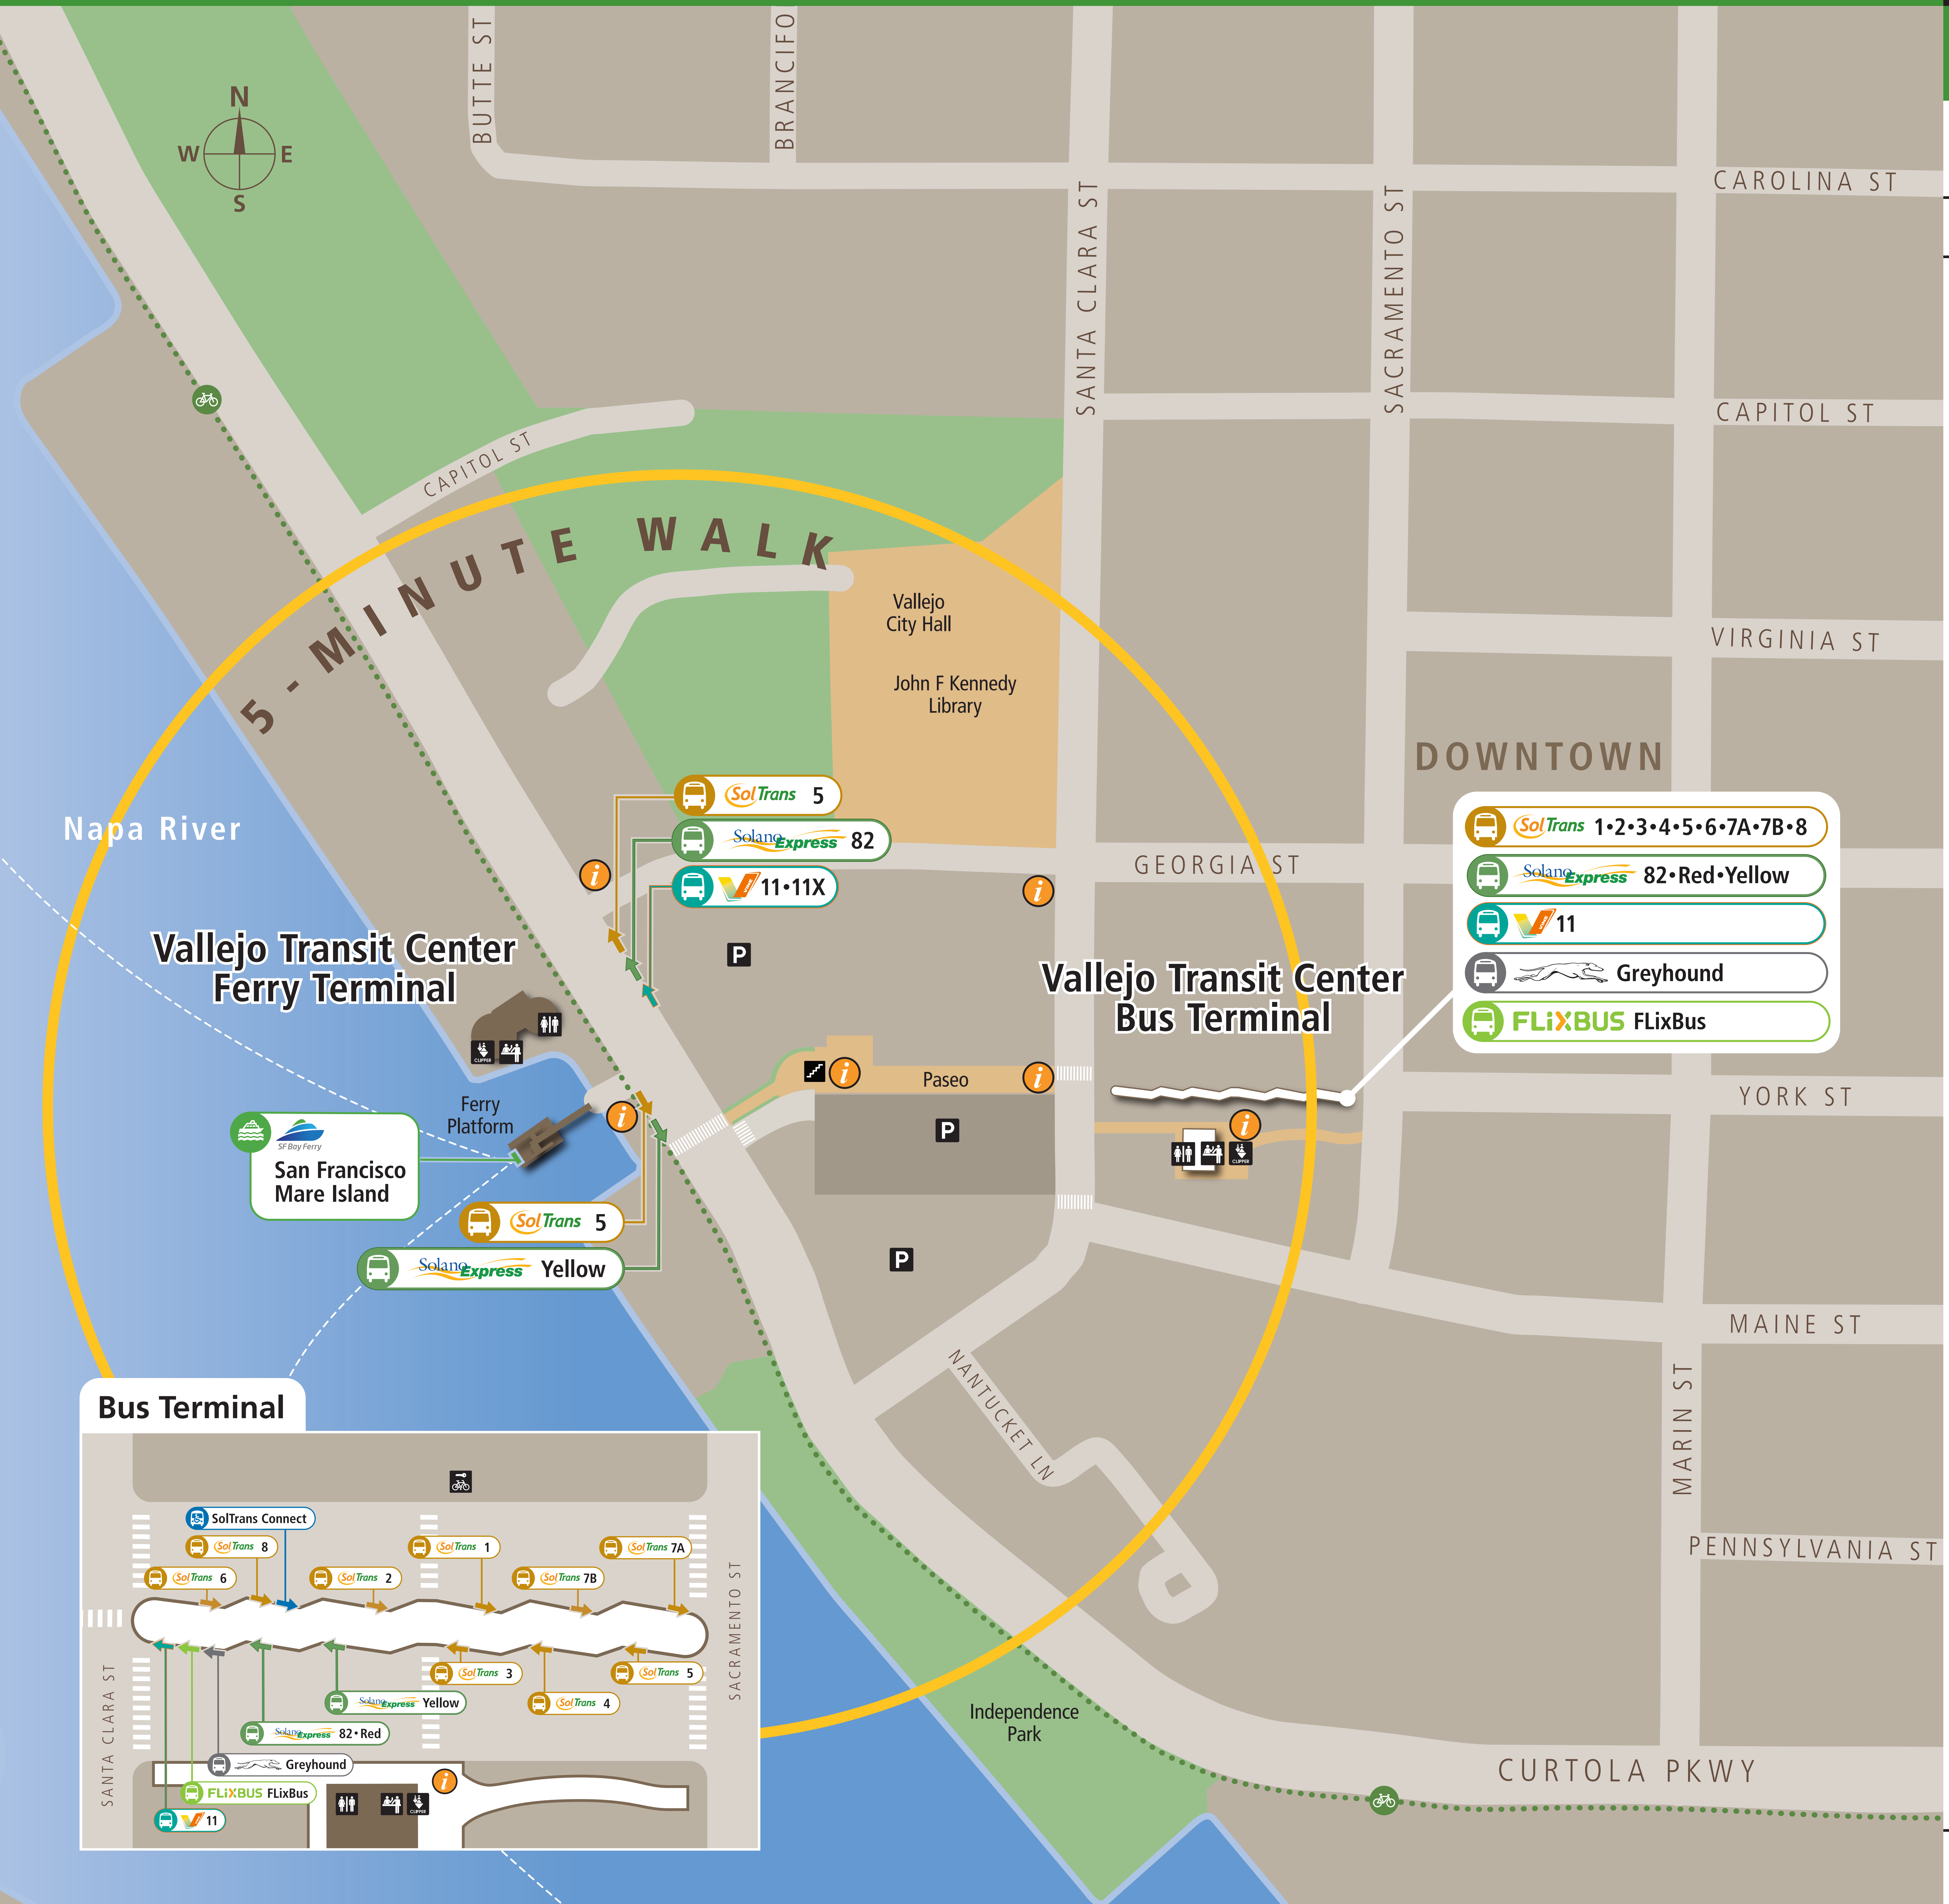 BUTTE ST
BRANCIFO
N
W E
S
CAROLINA ST
SANTA CLARA ST
SACRAMENTO ST
CAPITOL ST
CAPITOL ST
5-MINUTE WALK
Vallejo
City Hall
VIRGINIA ST
John F Kennedy
Library
DOWNTOWN
SolTrans 5
Napa River
Solano Express 82
V 11•11X
GEORGIA ST
SolTrans 1•2•3•4•5•6•7A•7B•8
Solano Express 82•Red•Yellow
V 11
Greyhound
FLiXBUS FLixBus
i
i
P
Vallejo Transit Center
Ferry Terminal
Vallejo Transit Center
Bus Terminal
CLIPPER
i
Paseo
i
YORK ST
Ferry
Platform
i
P
i
CLIPPER
SF Bay Ferry
San Francisco
Mare Island
SolTrans 5
Solano Express Yellow
P
MAINE ST
NANTUCKET LN
MARIN ST
PENNSYLVANIA ST
Independence
Park
CURTOLA PKWY
Bus Terminal
SolTrans Connect
SolTrans 8
SolTrans 1
SolTrans 7A
SolTrans 6
SolTrans 2
SolTrans 7B
SACRAMENTO ST
SANTA CLARA ST
SolTrans 3
SolTrans 5
Solano Express Yellow
SolTrans 4
Solano Express 82•Red
Greyhound
i
FLiXBUS FLixBus
CLIPPER
V 11